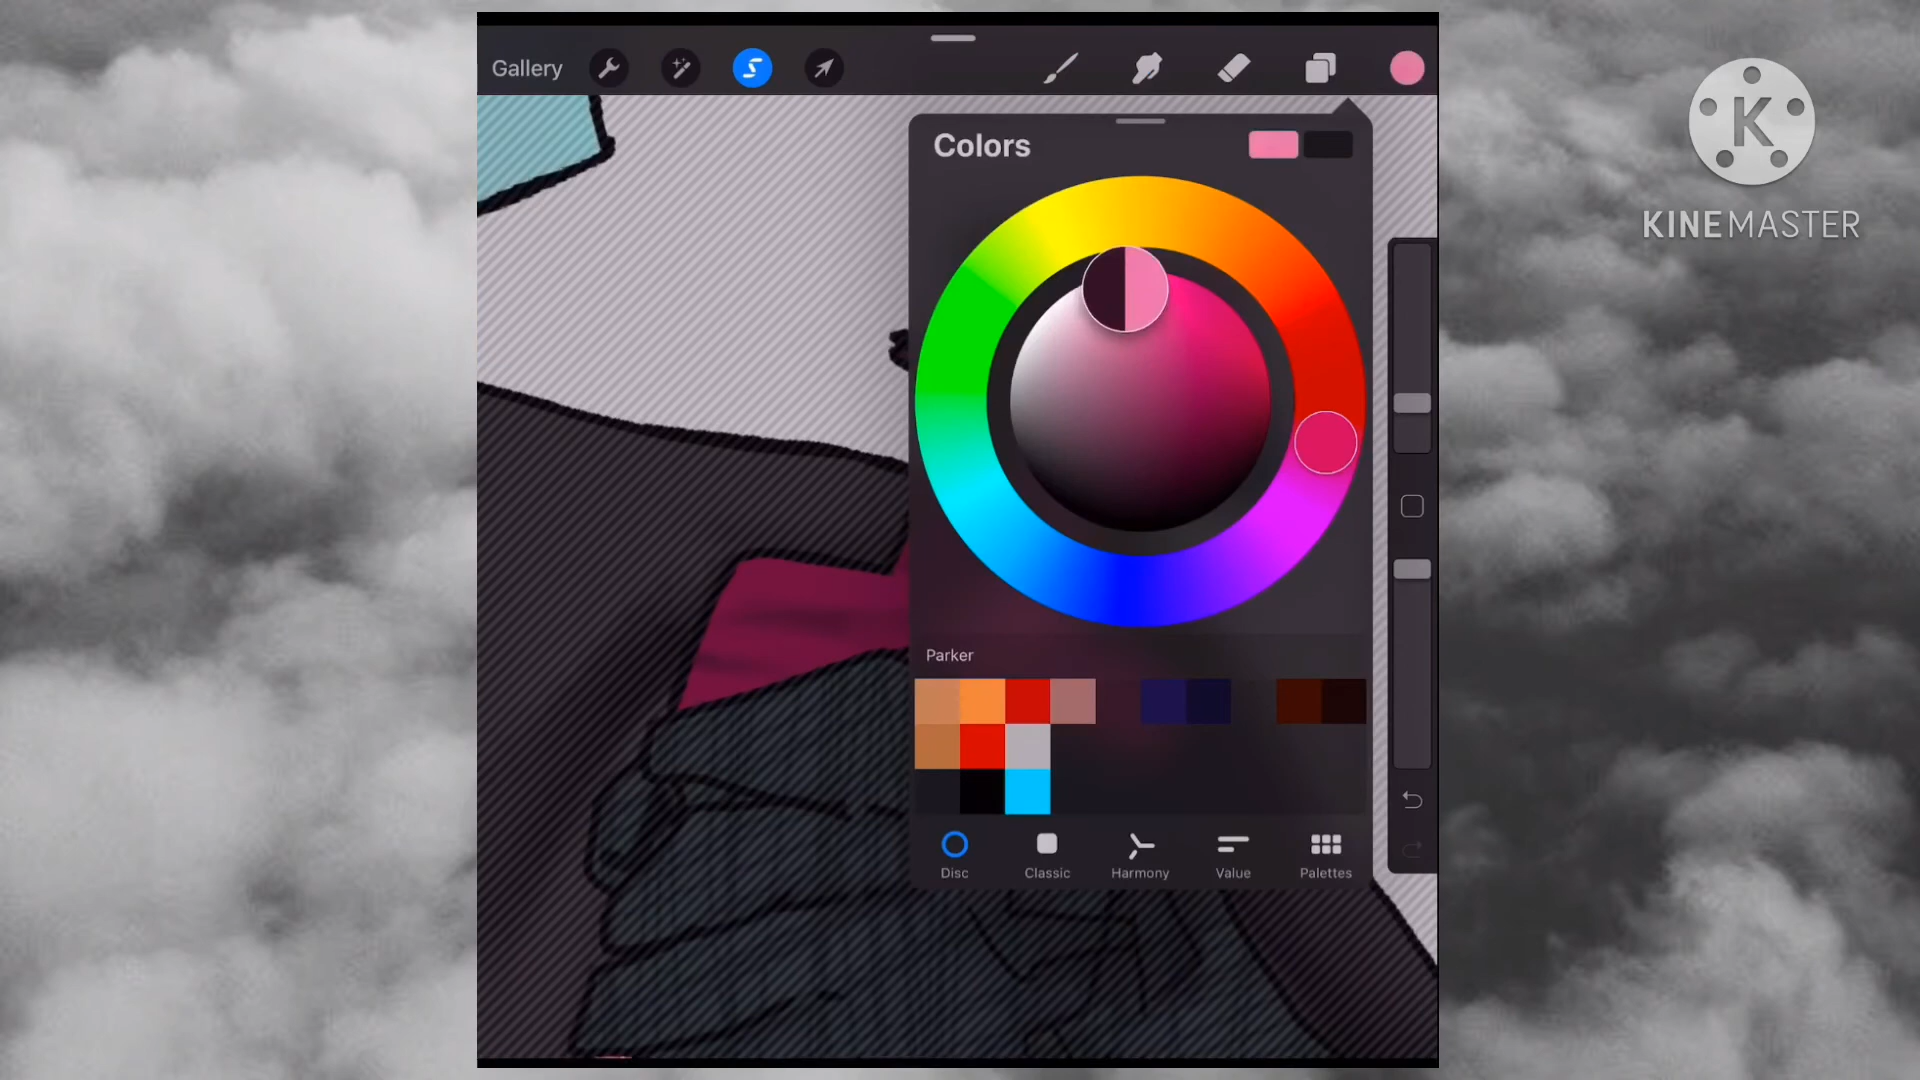 Gallery
Colors
K
KINEMASTER
Parker
Disc
Classic
Harmony
Value
Palettes